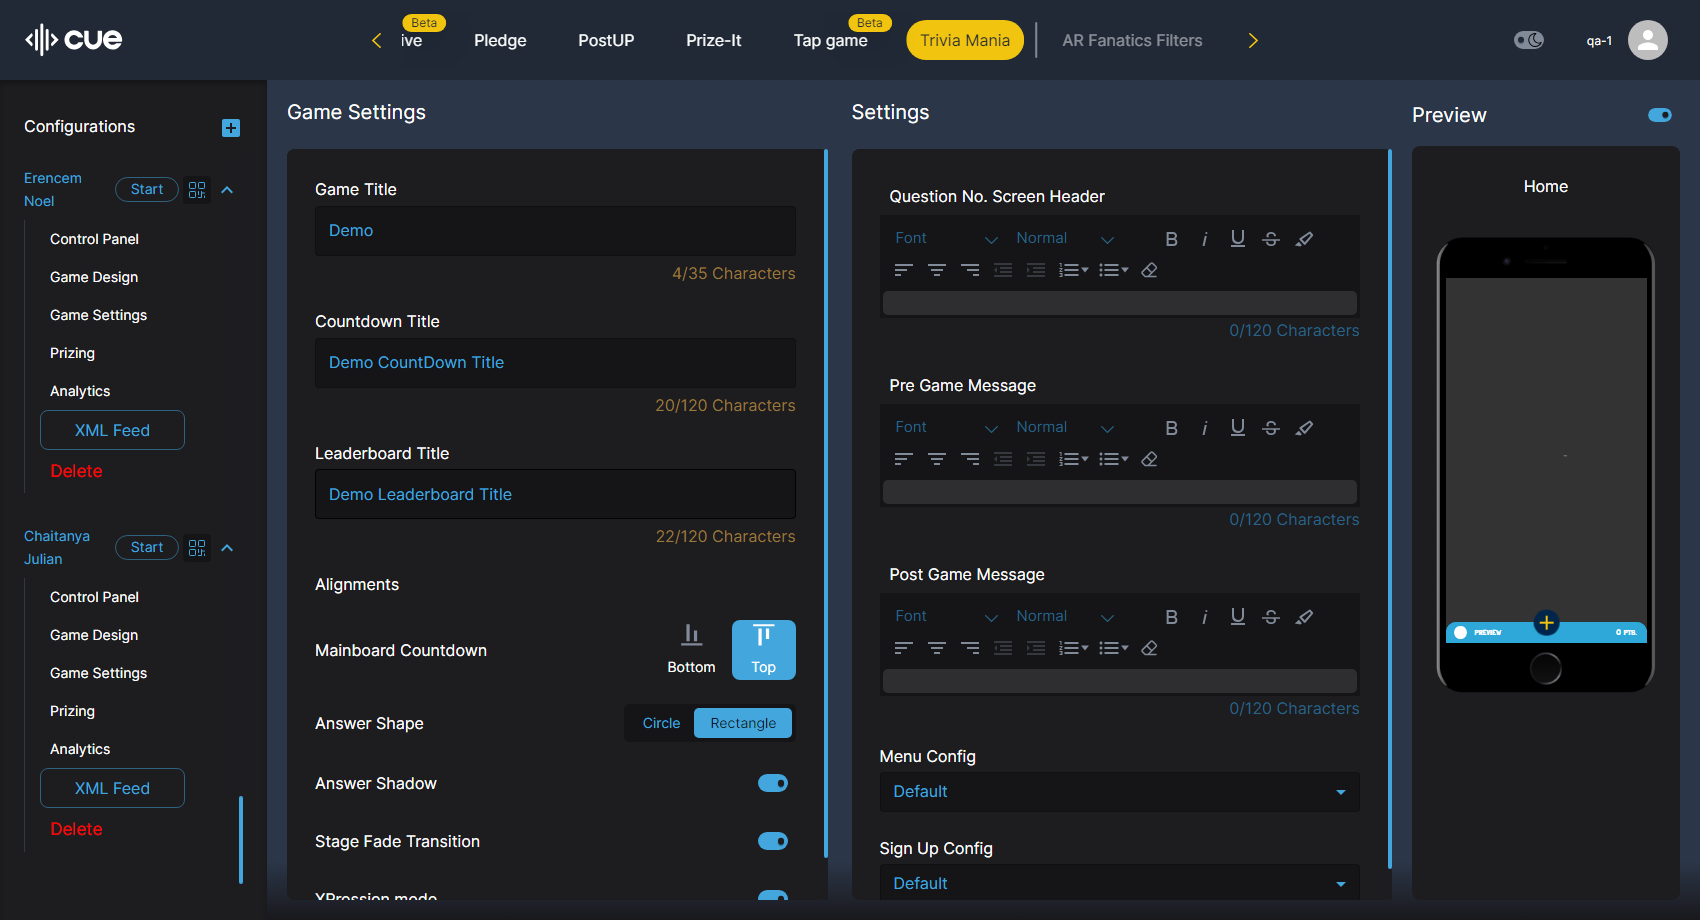 cue
Beta
ive
Pledge
PostUP
Prize-It
Beta
Tap game
Trivia Mania
AR Fanatics Filters
qa-1
Configurations
Erencem
Noel
Start
Control Panel
Game Design
Game Settings
Prizing
Analytics
XML Feed
Delete
Chaitanya
Julian
Start
Control Panel
Game Design
Game Settings
Prizing
Analytics
XML Feed
Delete
Game Settings
Game Title
Demo
4/35 Characters
Countdown Title
Demo CountDown Title
20/120 Characters
Leaderboard Title
Demo Leaderboard Title
22/120 Characters
Alignments
Mainboard Countdown
Bottom
Top
Answer Shape
Circle
Rectangle
Answer Shadow
Stage Fade Transition
XPression mode
Settings
Question No. Screen Header
Font
Normal
B i U S
0/120 Characters
Pre Game Message
Font
Normal
B i U S
0/120 Characters
Post Game Message
Font
Normal
B i U S
0/120 Characters
Menu Config
Default
Sign Up Config
Default
Preview
Home
PREVIEW
0 PTS.